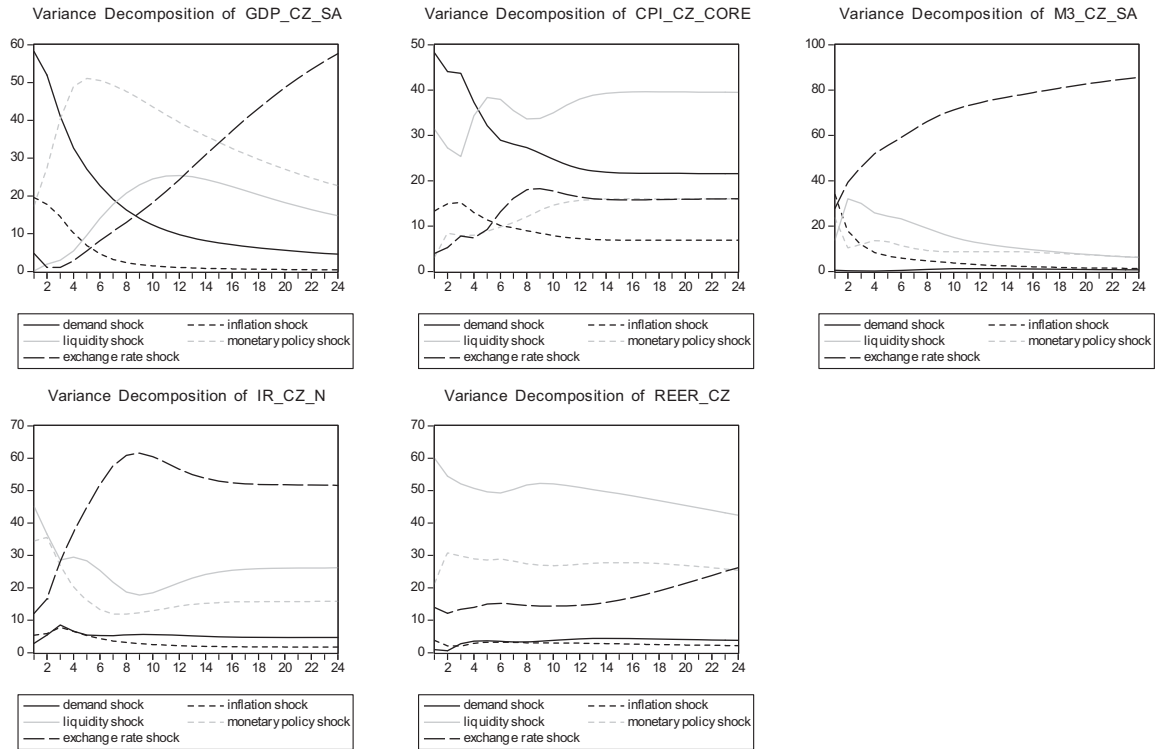 Variance Decomposition of GDP_CZ_SA
60
50
40
30
20
10
0
2 4 6 8 10 12 14 16 18 20 22 24
demand shock inflation shock
liquidity shock monetary policy shock
exchange rate shock
Variance Decomposition of CPI_CZ_CORE
50
40
30
20
10
0
2 4 6 8 10 12 14 16 18 20 22 24
demand shock inflation shock
liquidity shock monetary policy shock
exchange rate shock
Variance Decomposition of M3_CZ_SA
100
80
60
40
20
0
2 4 6 8 10 12 14 16 18 20 22 24
demand shock inflation shock
liquidity shock monetary policy shock
exchange rate shock
Variance Decomposition of IR_CZ_N
70
60
50
40
30
20
10
0
2 4 6 8 10 12 14 16 18 20 22 24
demand shock inflation shock
liquidity shock monetary policy shock
exchange rate shock
Variance Decomposition of REER_CZ
70
60
50
40
30
20
10
0
2 4 6 8 10 12 14 16 18 20 22 24
demand shock inflation shock
liquidity shock monetary policy shock
exchange rate shock